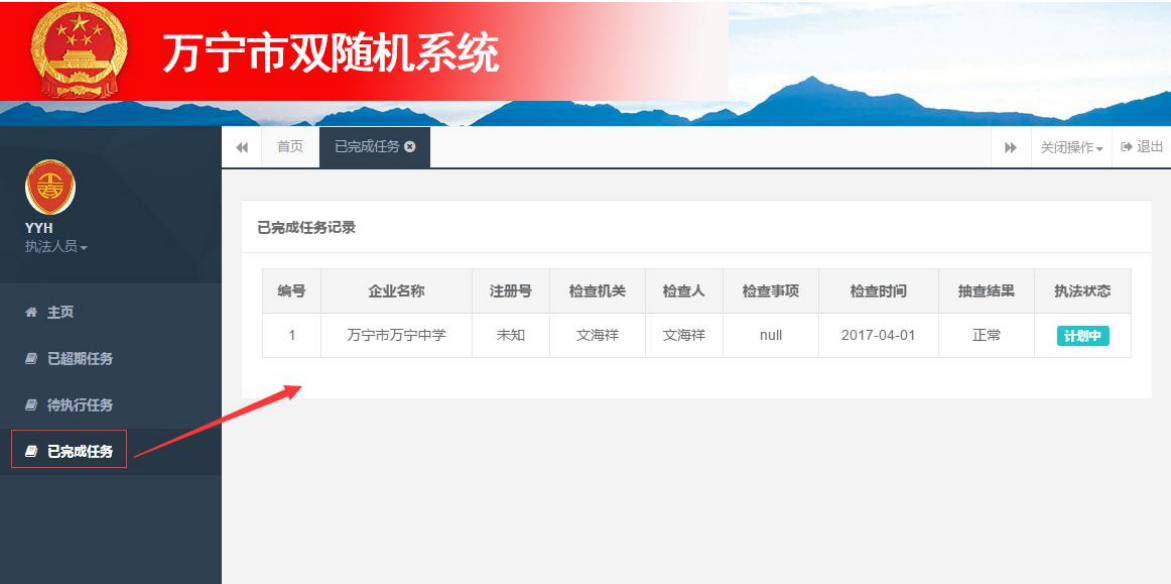 万宁市双随机系统
首页 已完成任务 关闭操作 退出
YYH
执法人员
主页
已超期任务
待执行任务
已完成任务
已完成任务记录
编号 企业名称 注册号 检查机关 检查人 检查事项 检查时间 抽查结果 执法状态
1 万宁市万宁中学 未知 文海祥 文海祥 null 2017-04-01 正常 计划中